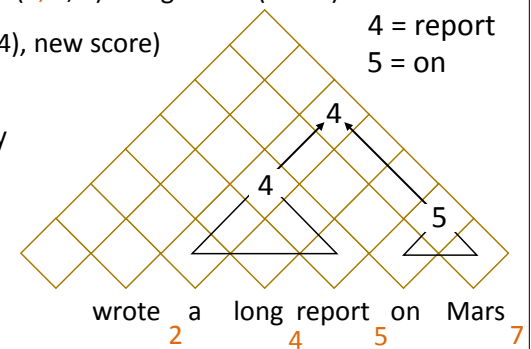 4 = report
4), new score)
5 = on
4
4
5
wrote a long report on Mars
2 4 5 7